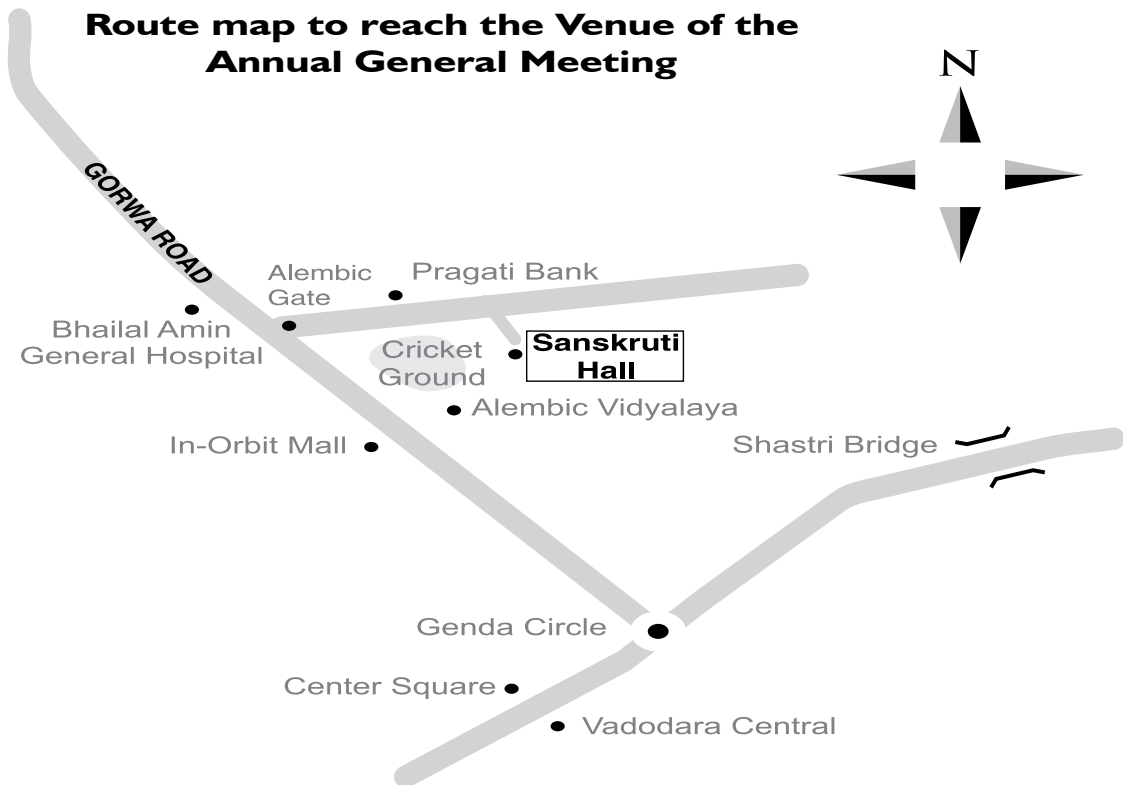 Route map to reach the Venue of the
Annual General Meeting
N
GORWA ROAD
Alembic
Gate
Pragati Bank
Bhailal Amin
General Hospital
Cricket
Ground
Sanskruti
Hall
Alembic Vidyalaya
In-Orbit Mall
Shastri Bridge
Genda Circle
Center Square
Vadodara Central